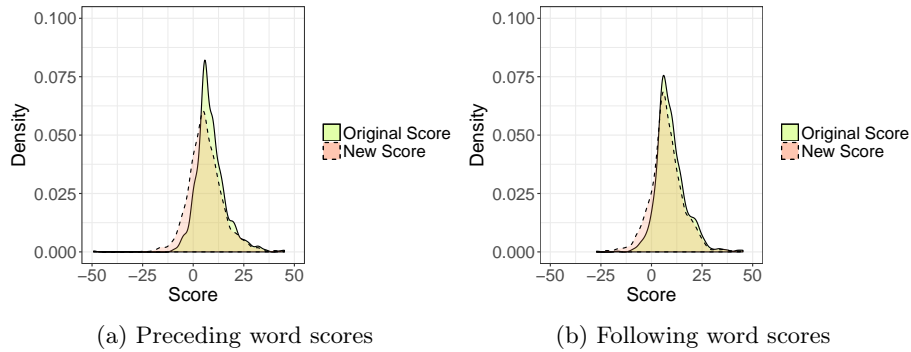 0.100
0.075
0.050
0.025
0.000
Density
−50 −25 0 25 50
Score
Original Score
New Score
(a) Preceding word scores
0.100
0.075
0.050
0.025
0.000
Density
−50 −25 0 25 50
Score
Original Score
New Score
(b) Following word scores